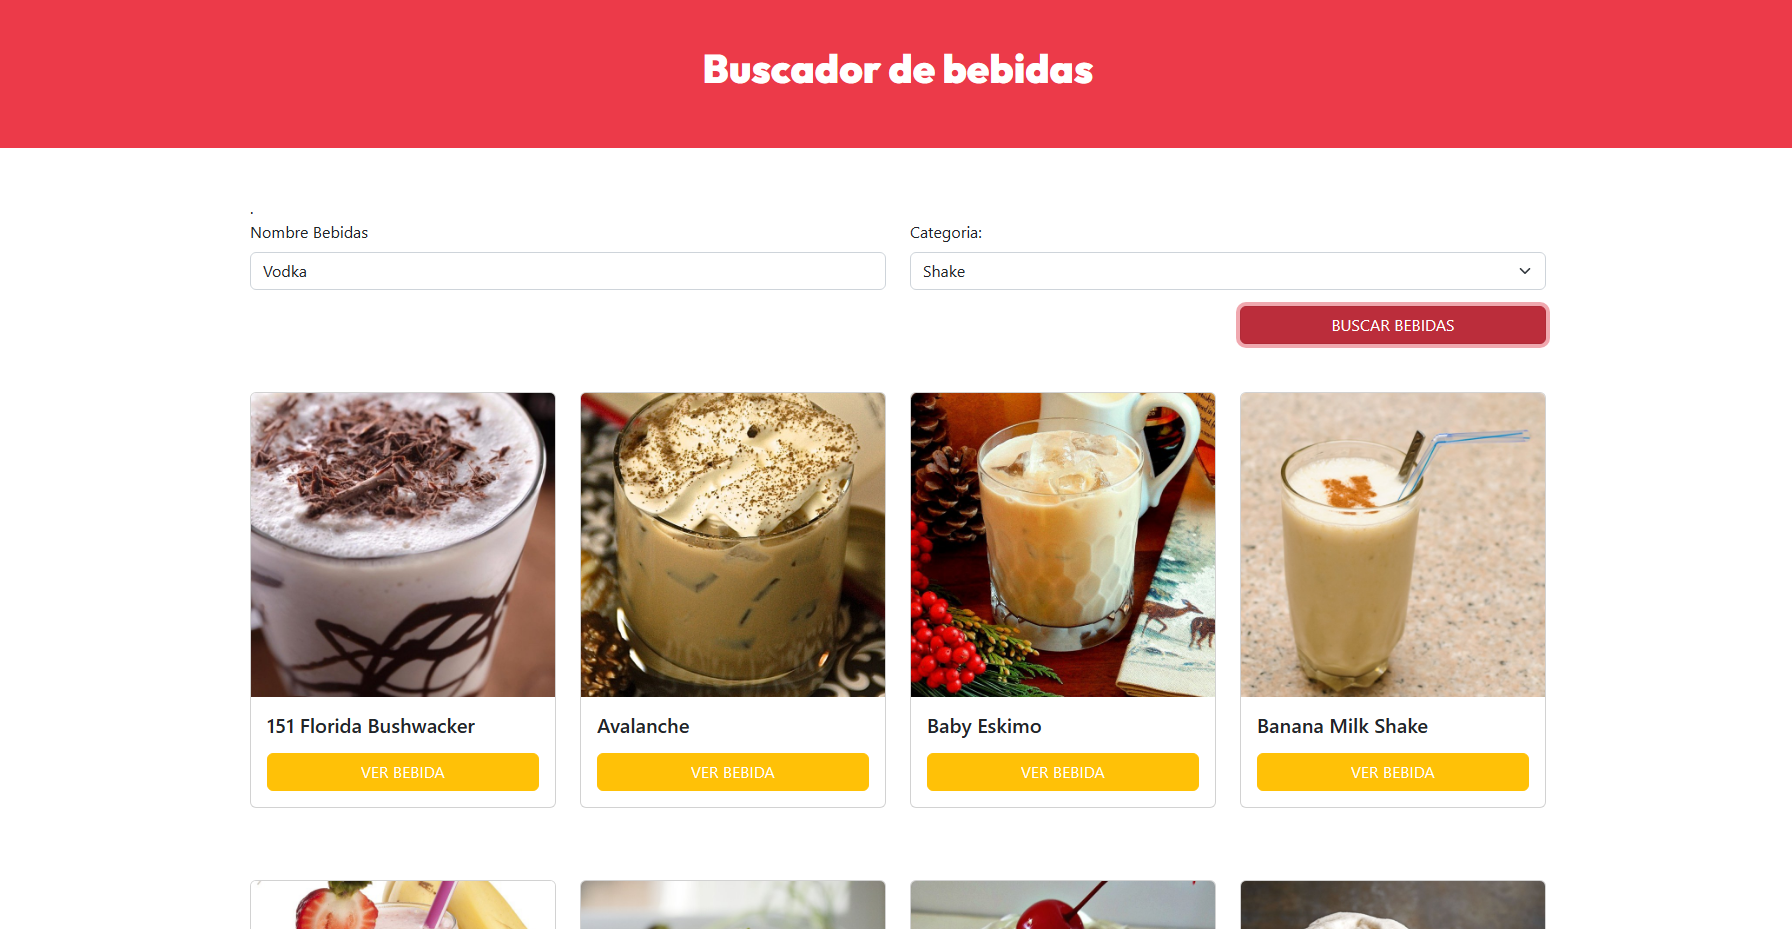 Buscador de bebidas
.
Nombre Bebidas
Categoria:
Vodka
Shake
BUSCAR BEBIDAS
151 Florida Bushwacker
Avalanche
Baby Eskimo
Banana Milk Shake
VER BEBIDA
VER BEBIDA
VER BEBIDA
VER BEBIDA